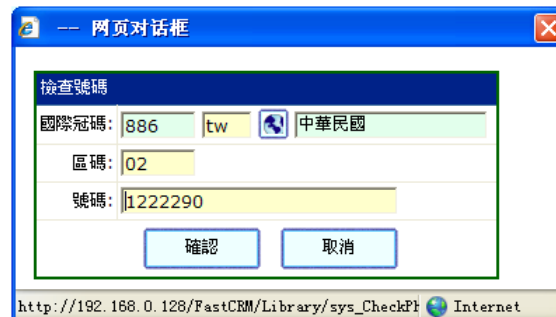 -- 网页对话框
檢查號碼
國際冠碼: 886 tw 中華民國
區碼: 02
號碼: 1222290
確認 取消
http://192.168.0.128/FastCRM/Library/sys_CheckPh Internet